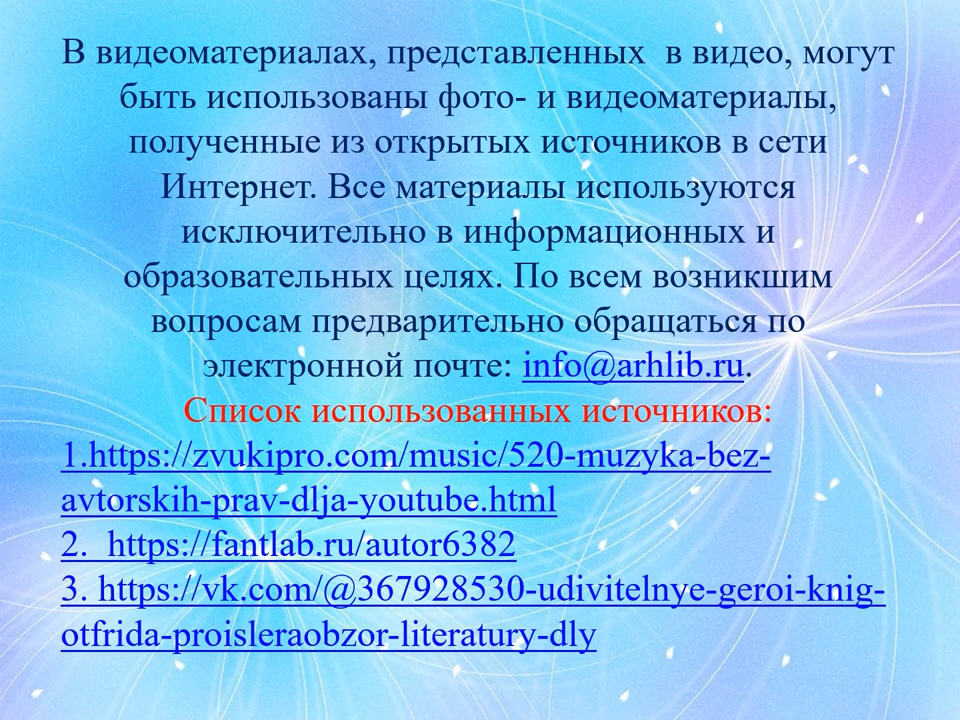 В видеоматериалах, представленных  в видео, могут
быть использованы фото- и видеоматериалы,
полученные из открытых источников в сети
Интернет. Все материалы используются
исключительно в информационных и
образовательных целях. По всем возникшим
вопросам предварительно обращаться по
электронной почте: info@arhlib.ru.
Список использованных источников:
1.https://zvukipro.com/music/520-muzyka-bez-
avtorskih-prav-dlja-youtube.html
2.  https://fantlab.ru/autor6382
3. https://vk.com/@367928530-udivitelnye-geroi-knig-
otfrida-proisleraobzor-literatury-dly